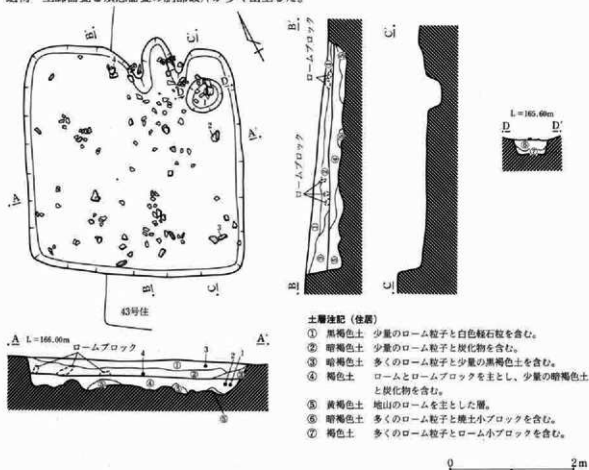 B'
C'
D
D'
4
1
2
3
A
A'
B
C
43号住
B'
ロームブロック
ロームブロック
B
C'
C
L=165.60m
D
D'
A
L=166.00m
A'
ロームブロック
土層注記（住居）
① 黒褐色土 少量のローム粒子と白色軽石粒を含む。
② 暗褐色土 少量のローム粒子と炭化物を含む。
③ 暗褐色土 多くのローム粒子と少量の黒褐色土を含む。
④ 褐色土 ロームとロームブロックを主とし、少量の暗褐色土
と炭化物を含む。
⑤ 黄褐色土 地山のロームを主とした層。
⑥ 暗褐色土 多くのローム粒子と焼土小ブロックを含む。
⑦ 褐色土 多くのローム粒子とローム小ブロックを含む。
0
2m